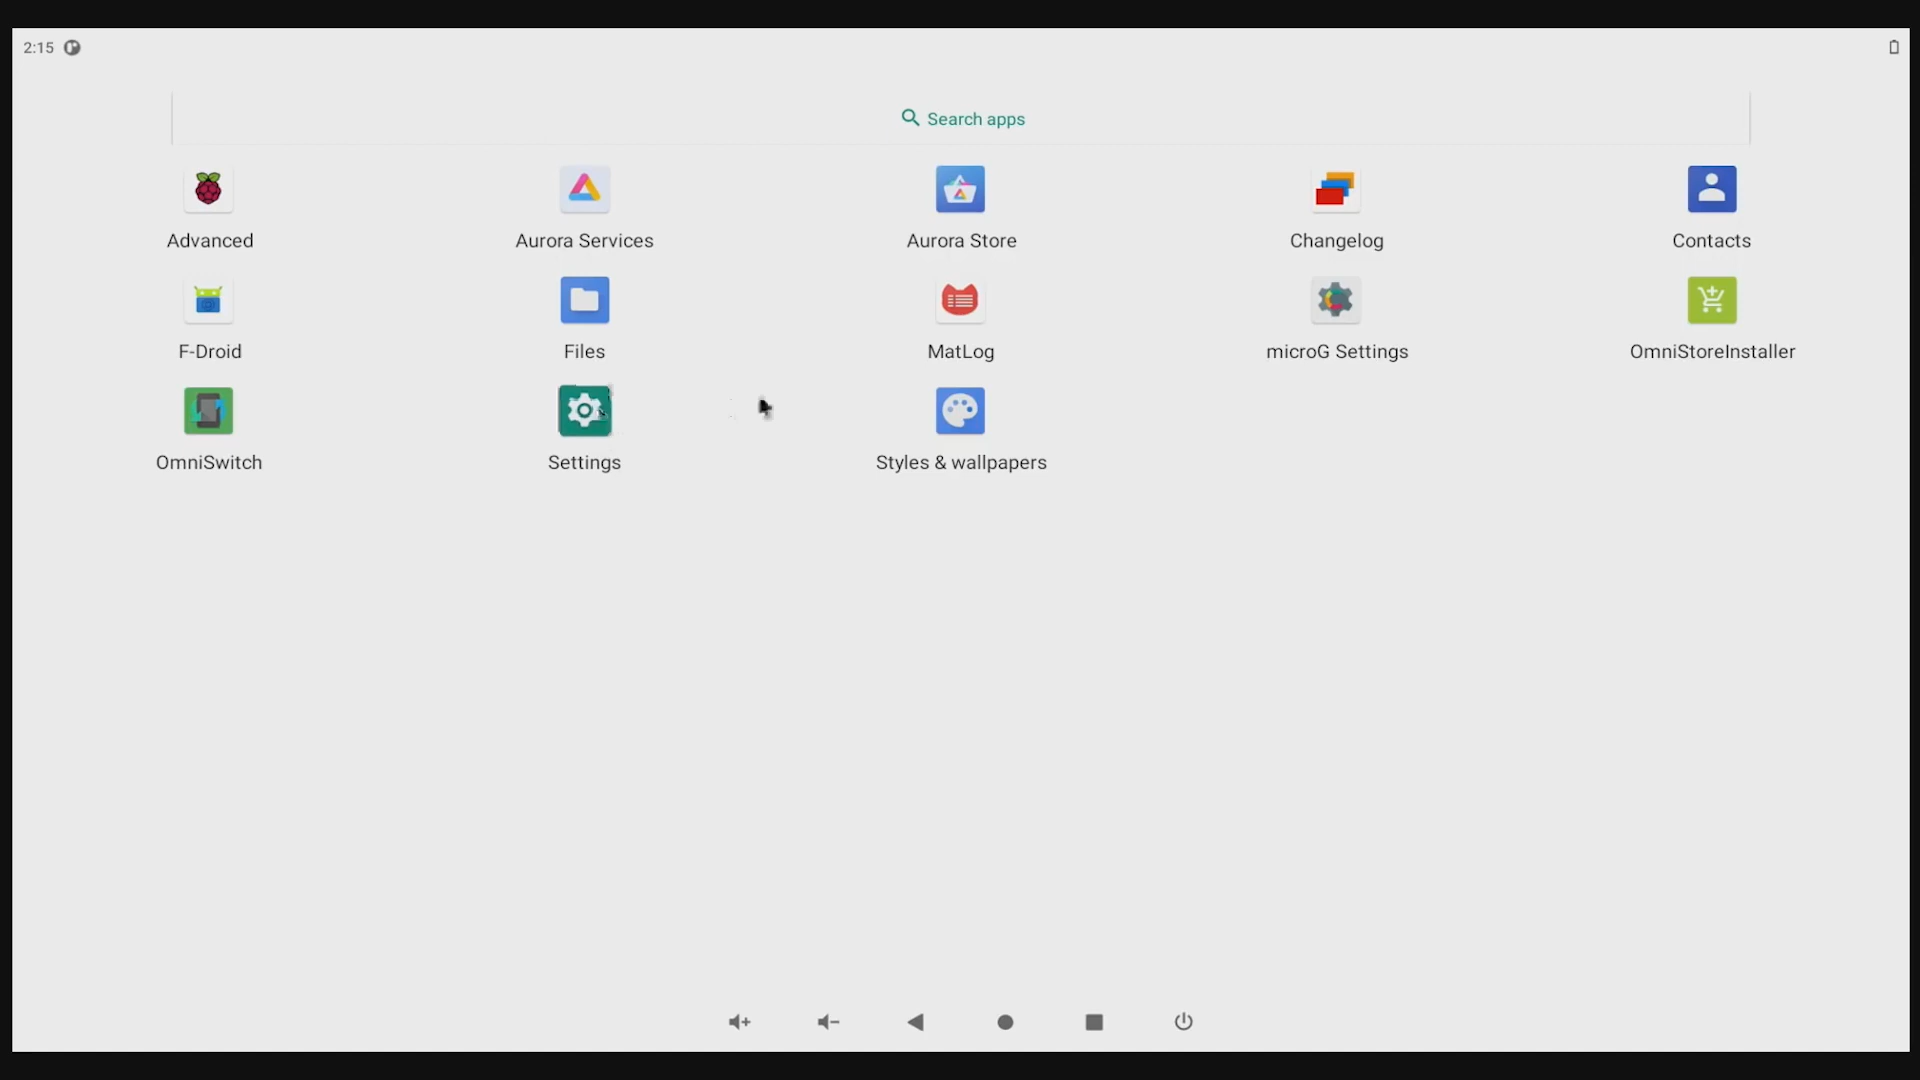 2:15
Search apps
Advanced
Aurora Services
Aurora Store
Changelog
Contacts
F-Droid
Files
MatLog
microG Settings
OmniStoreInstaller
OmniSwitch
Settings
Styles & wallpapers